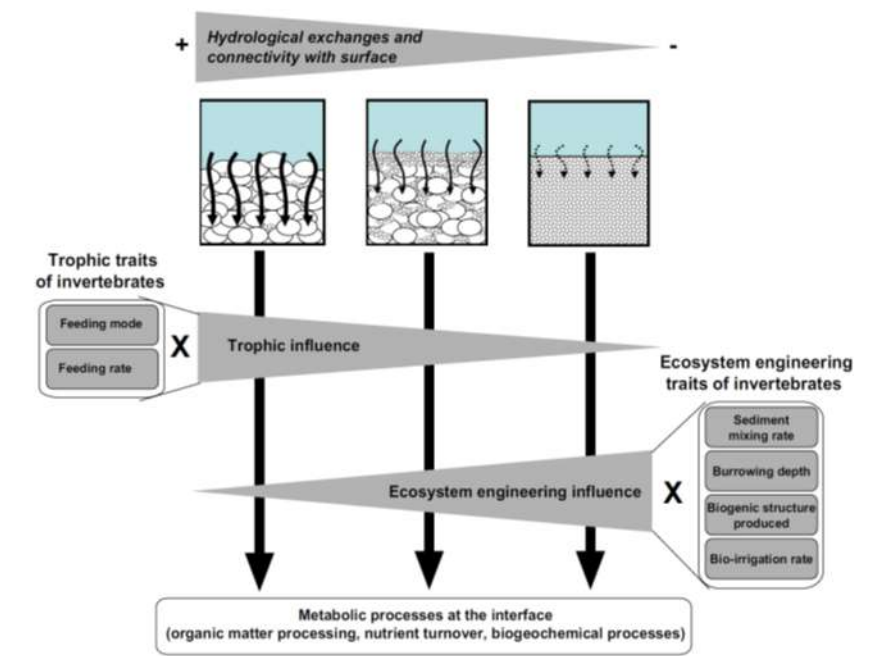 +
Hydrological exchanges and
connectivity with surface
-
Trophic traits
of invertebrates
Feeding mode
Feeding rate
X
Trophic influence
Ecosystem engineering
traits of invertebrates
Sediment
mixing rate
Burrowing depth
Biogenic structure
produced
Bio-irrigation rate
Ecosystem engineering influence
X
Metabolic processes at the interface
(organic matter processing, nutrient turnover, biogeochemical processes)